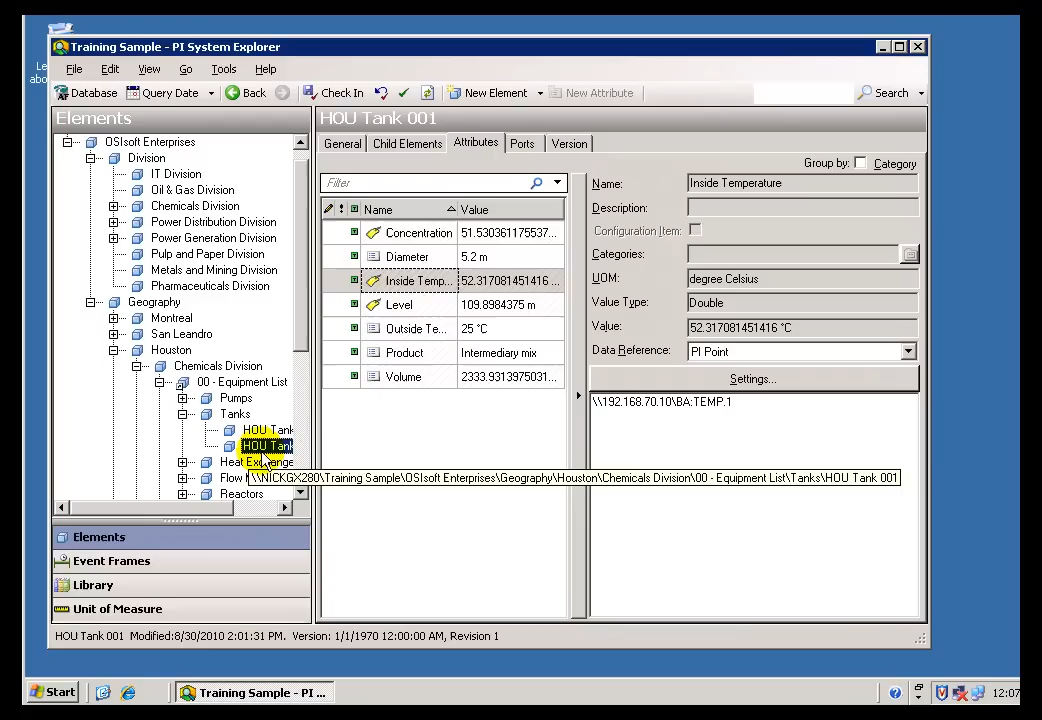 Le
abo
Training Sample - PI System Explorer
File Edit View Go Tools Help
Database Query Date Back Check In New Element New Attribute Search
Elements
HOU Tank 001
OSIsoft Enterprises
Division
IT Division
Oil & Gas Division
Chemicals Division
Power Distribution Division
Power Generation Division
Pulp and Paper Division
Metals and Mining Division
Pharmaceuticals Division
Geography
Montreal
San Leandro
Houston
Chemicals Division
00 - Equipment List
Pumps
Tanks
HOU Tank
HOU Tank
Heat Exchange
Flow
Reactors
General Child Elements Attributes Ports Version
Group by: Category
Filter
Name Value
Concentration 51.530361175537...
Diameter 5.2 m
Inside Temp... 52.317081451416 ...
Level 109.8984375 m
Outside Te... 25 °C
Product Intermediary mix
Volume 2333.9313975031...
Name: Inside Temperature
Description:
Configuration Item:
Categories:
UOM: degree Celsius
Value Type: Double
Value: 52.317081451416 °C
Data Reference: PI Point
Settings...
\\192.168.70.10\BA:TEMP.1
\\NICKGX280\Training Sample\OSIsoft Enterprises\Geography\Houston\Chemicals Division\00 - Equipment List\Tanks\HOU Tank 001
Elements
Event Frames
Library
Unit of Measure
HOU Tank 001 Modified:8/30/2010 2:01:31 PM. Version: 1/1/1970 12:00:00 AM, Revision 1
Start Training Sample - PI ... 12:07